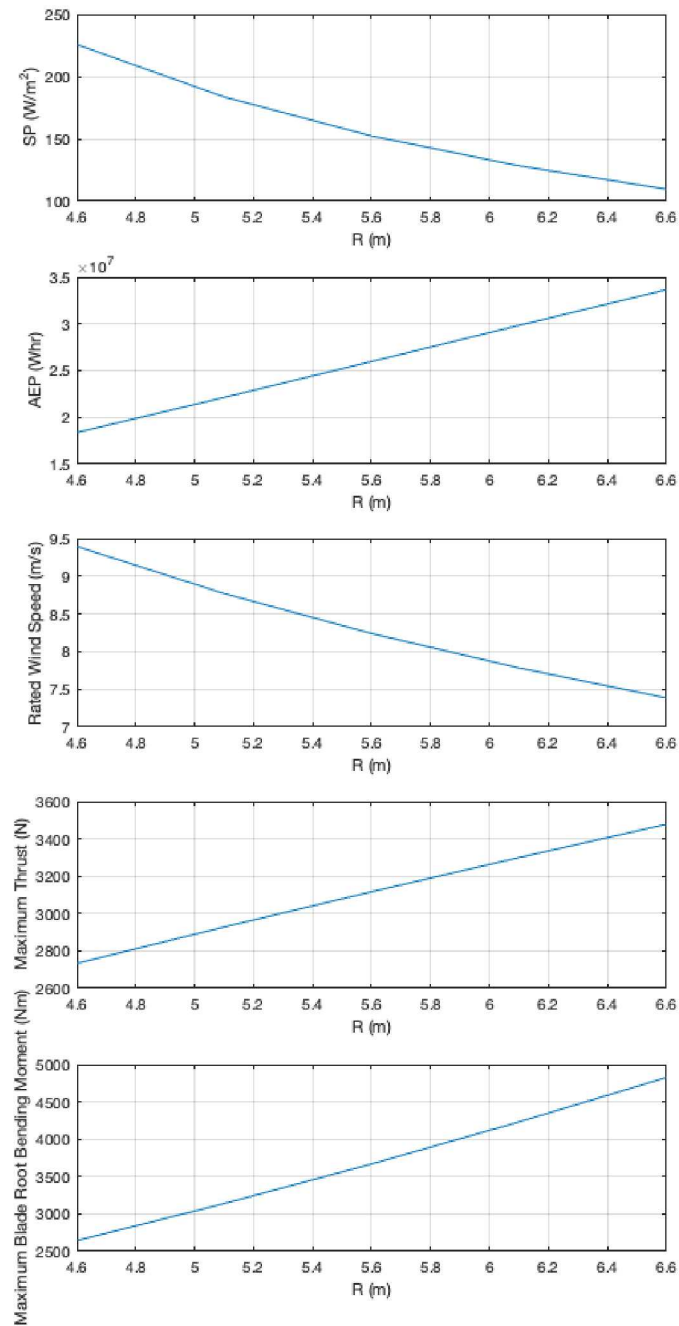 250
200
150
100
SP (W/m²)
4.6 4.8 5 5.2 5.4 5.6 5.8 6 6.2 6.4 6.6
R (m)
×10⁷
3.5
3
2.5
2
1.5
AEP (Whr)
4.6 4.8 5 5.2 5.4 5.6 5.8 6 6.2 6.4 6.6
R (m)
9.5
9
8.5
8
7.5
7
Rated Wind Speed (m/s)
4.6 4.8 5 5.2 5.4 5.6 5.8 6 6.2 6.4 6.6
R (m)
3600
3400
3200
3000
2800
2600
Maximum Thrust (N)
4.6 4.8 5 5.2 5.4 5.6 5.8 6 6.2 6.4 6.6
R (m)
5000
4500
4000
3500
3000
2500
Maximum Blade Root Bending Moment (Nm)
4.6 4.8 5 5.2 5.4 5.6 5.8 6 6.2 6.4 6.6
R (m)